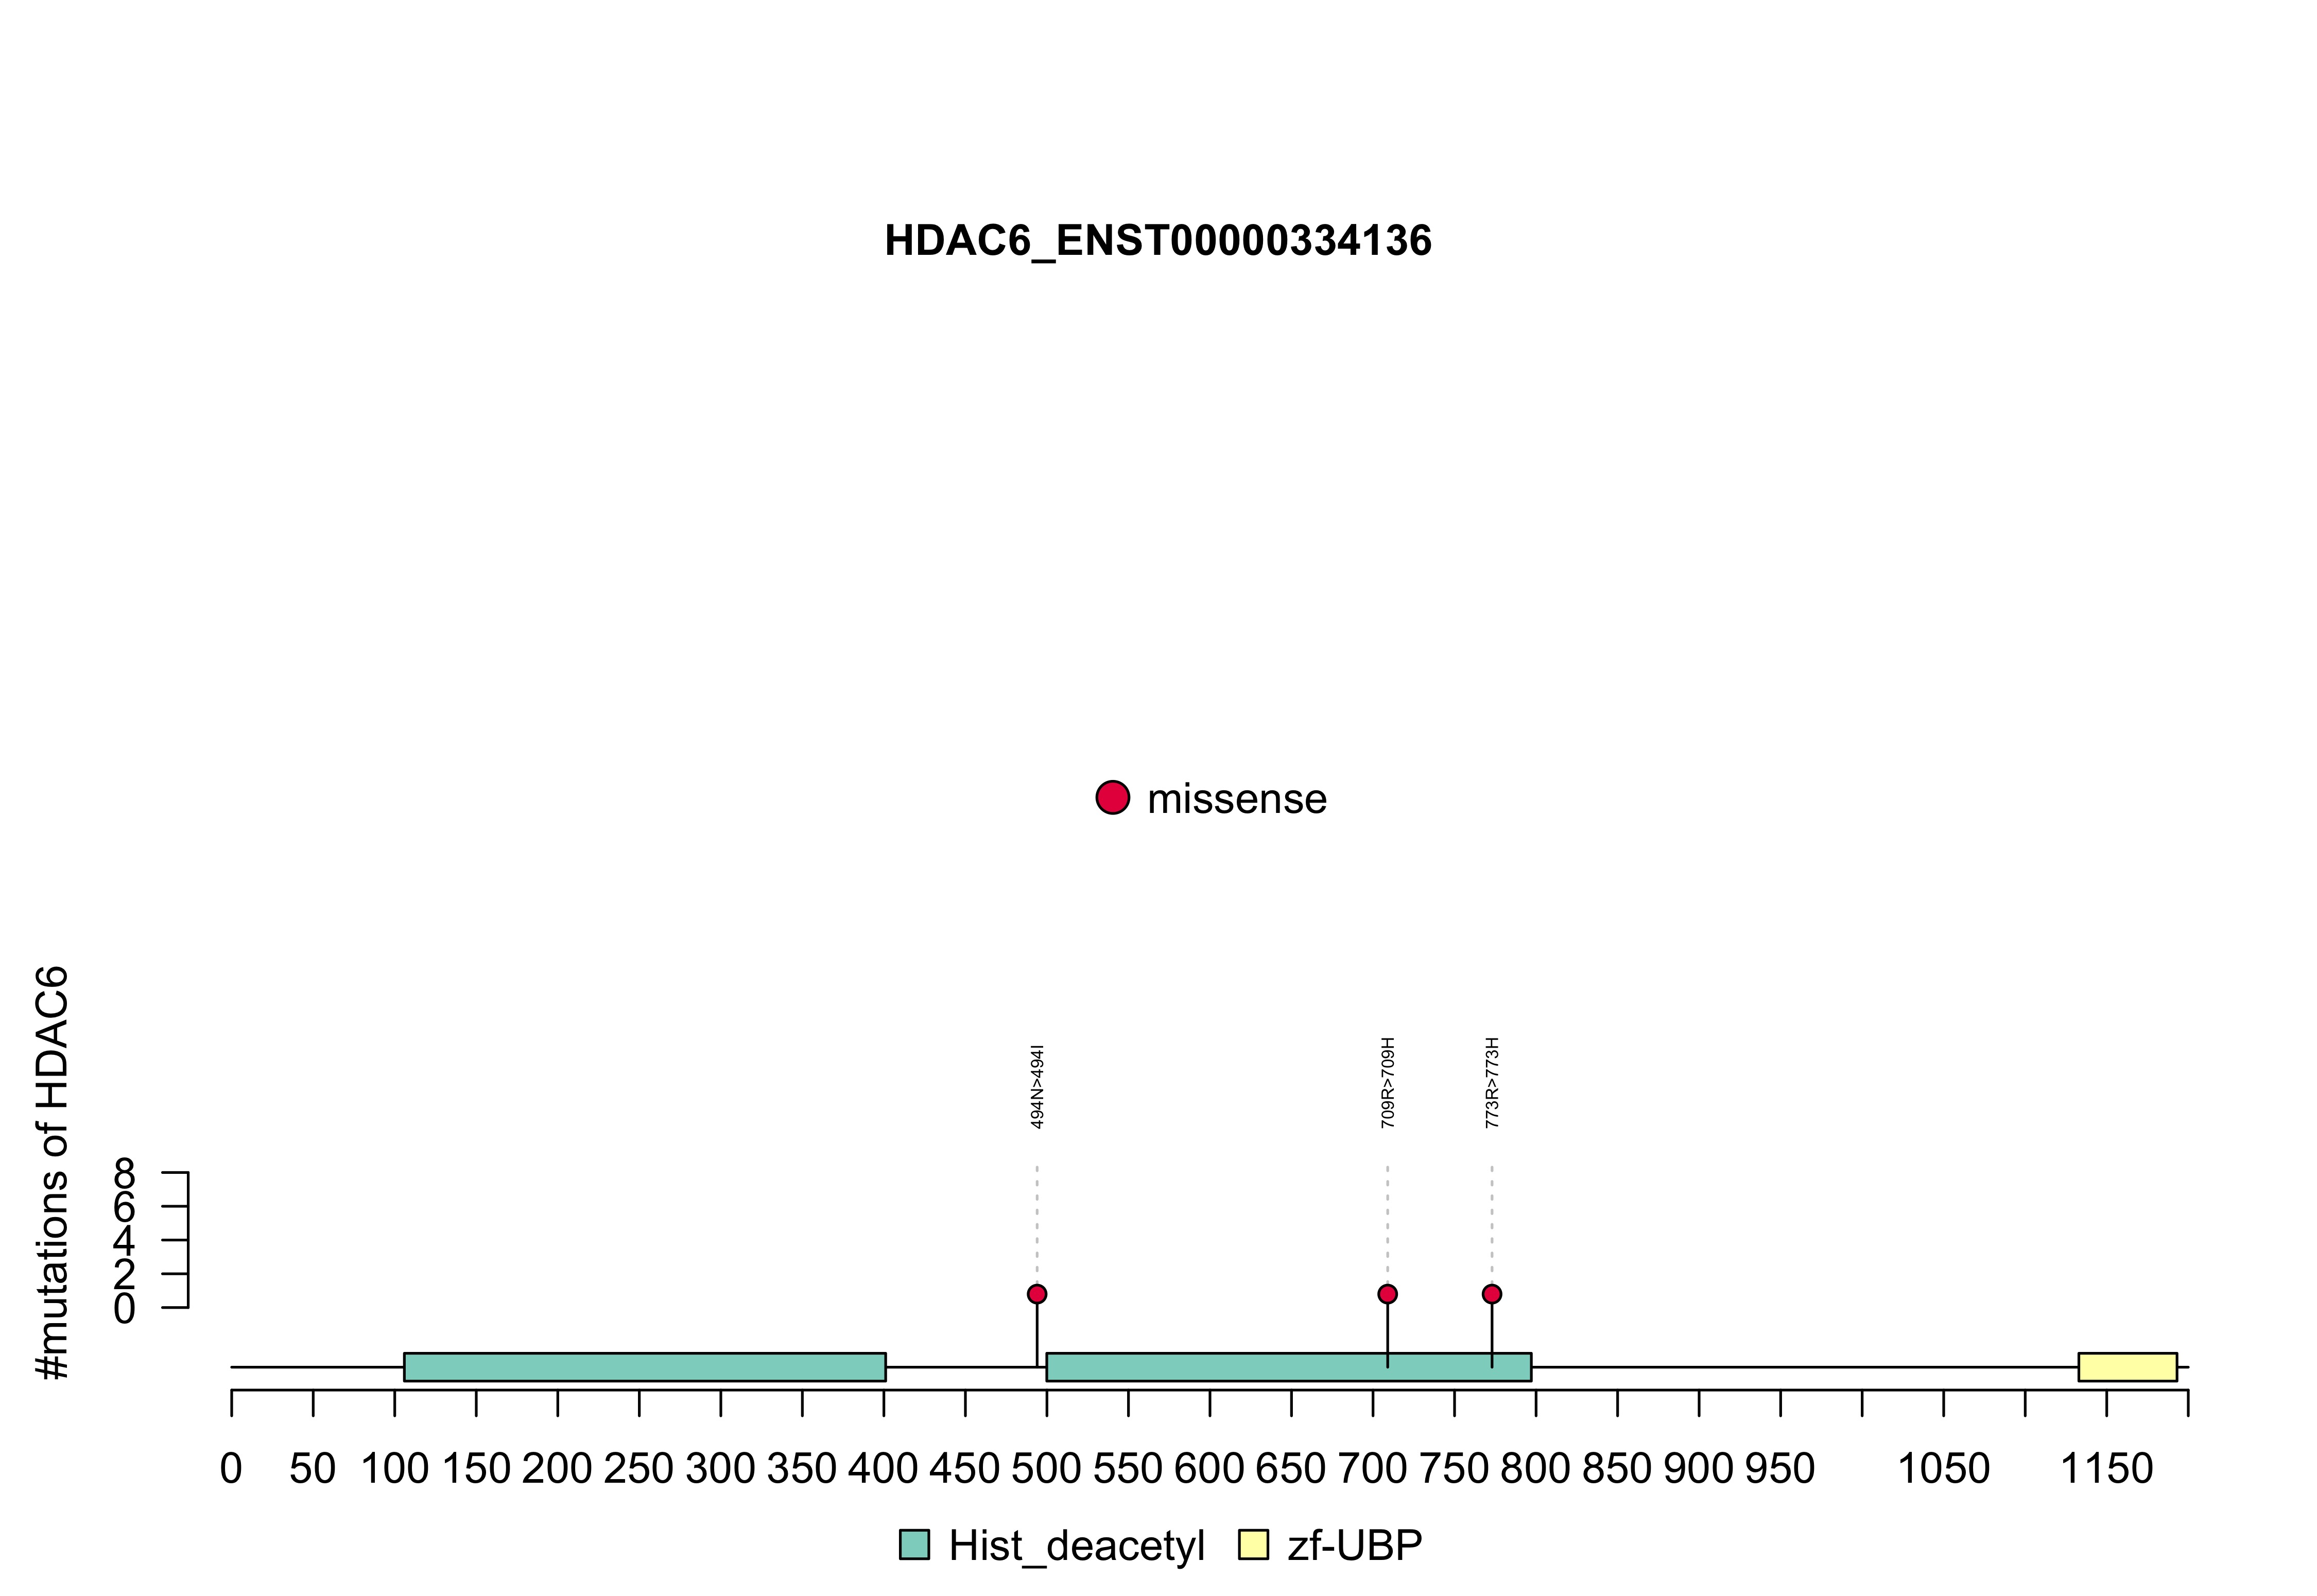 HDAC6_ENST00000334136
missense
#mutations of HDAC6
494N>494I
709R>709H
773R>773H
8
6
4
2
0
0 50 100 150 200 250 300 350 400 450 500 550 600 650 700 750 800 850 900 950 1050 1150
Hist_deacetyl zf-UBP